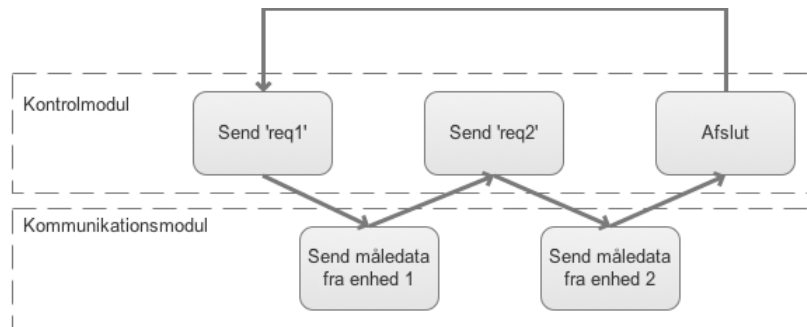 Kontrolmodul
Send 'req1'
Send 'req2'
Afslut
Kommunikationsmodul
Send måledata
fra enhed 1
Send måledata
fra enhed 2